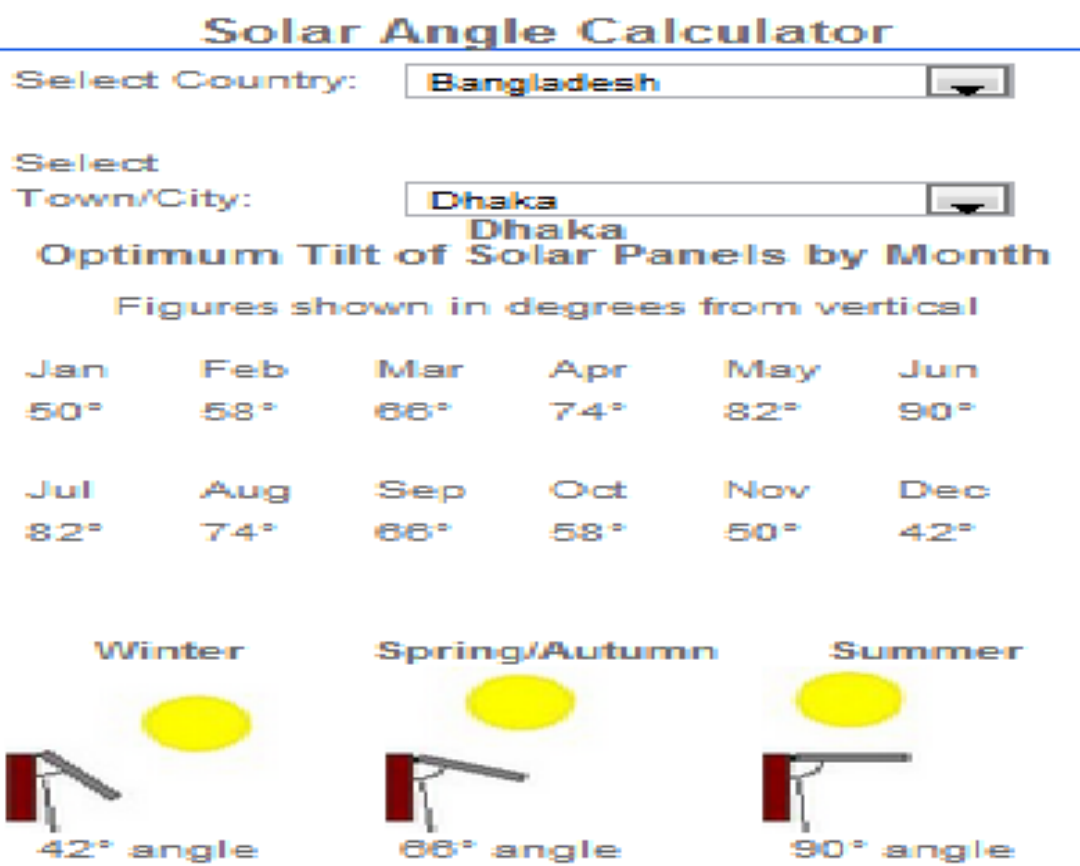 Solar Angle Calculator
Select Country: Bangladesh
Select
Town/City: Dhaka
Dhaka
Optimum Tilt of Solar Panels by Month
Figures shown in degrees from vertical
Jan Feb Mar Apr May Jun
50° 58° 66° 74° 82° 90°
Jul Aug Sep Oct Nov Dec
82° 74° 66° 58° 50° 42°
Winter Spring/Autumn Summer
42° angle 66° angle 90° angle